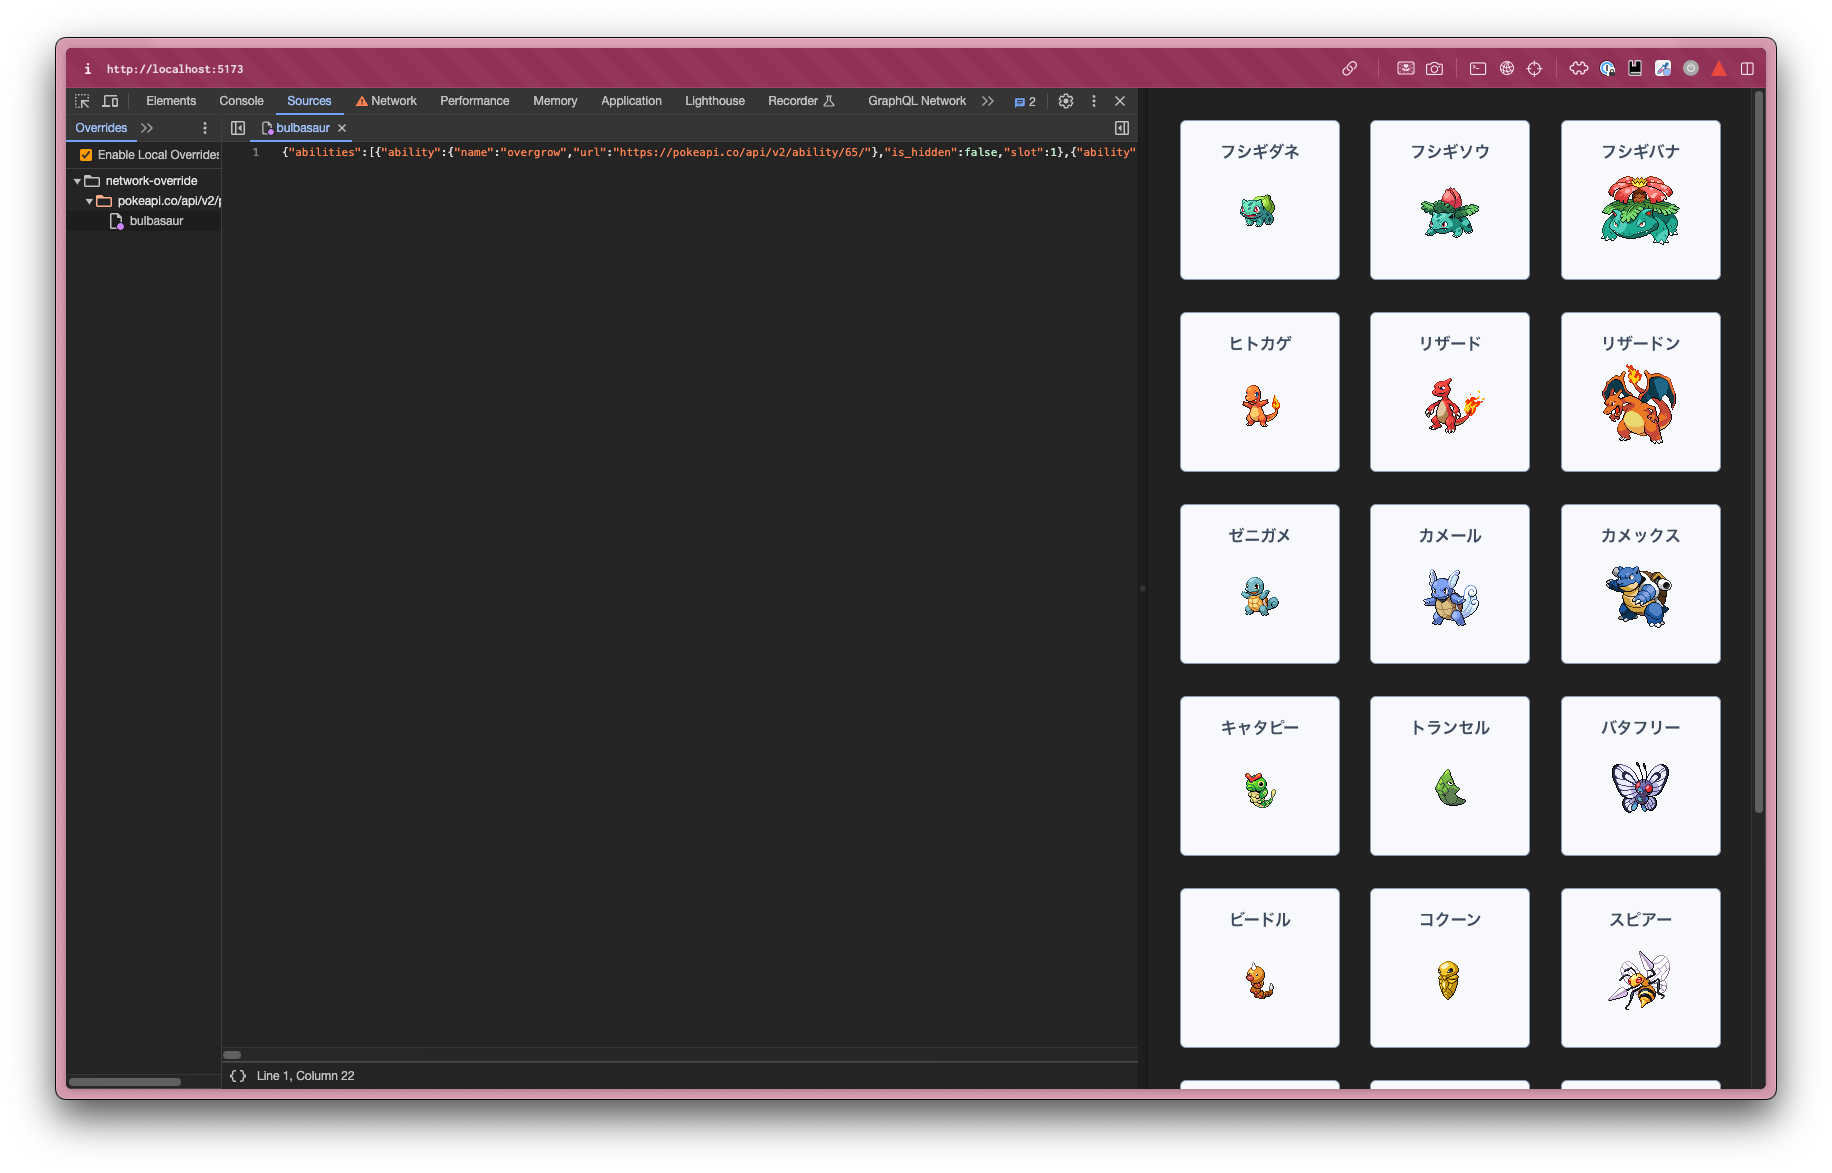 i http://localhost:5173
Elements Console Sources Network Performance Memory Application Lighthouse Recorder GraphQL Network 2
Overrides
bulbasaur
Enable Local Overrides
network-override
pokeapi.co/api/v2/p
bulbasaur
1 {"abilities":[{"ability":{"name":"overgrow","url":"https://pokeapi.co/api/v2/ability/65/"},"is_hidden":false,"slot":1},{"ability"
{} Line 1, Column 22
フシギダネ フシギソウ フシギバナ
ヒトカゲ リザード リザードン
ゼニガメ カメール カメックス
キャタピー トランセル バタフリー
ビードル コクーン スピアー